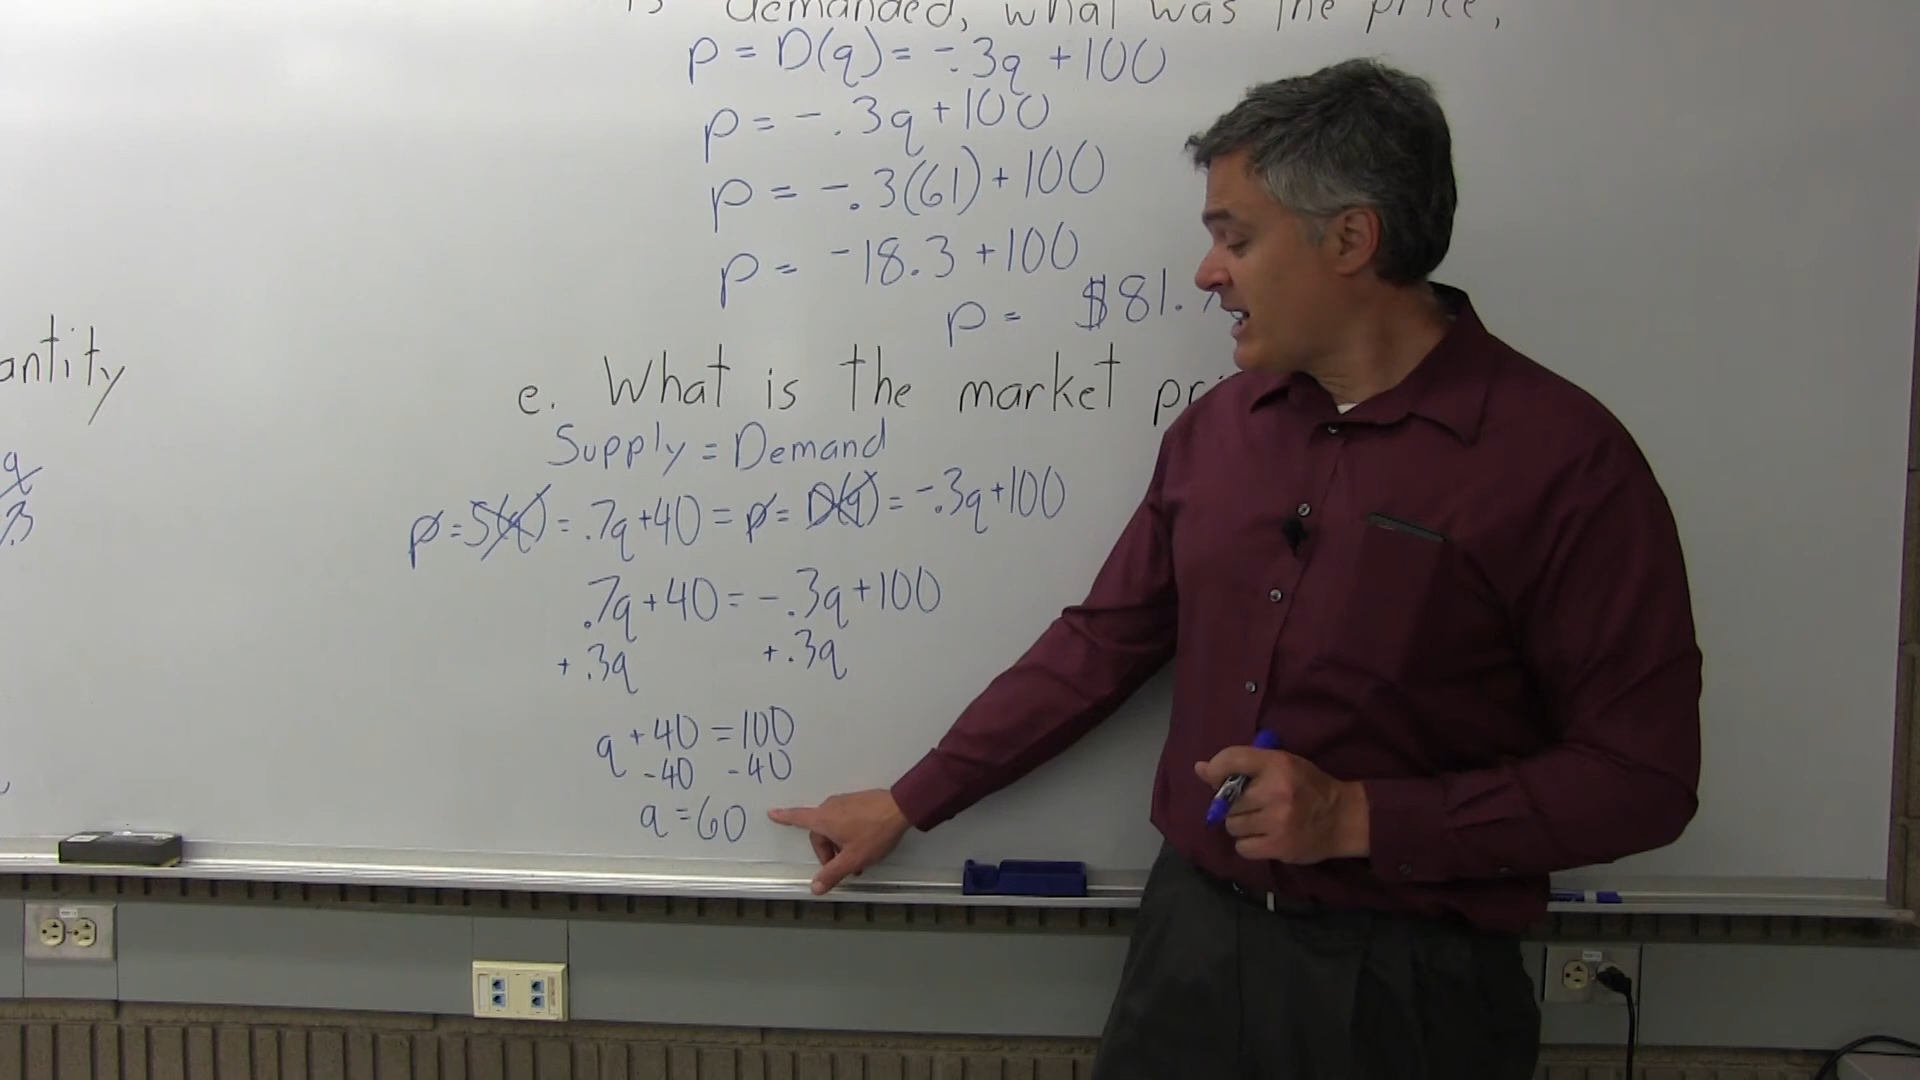 is demanded, what was the price,
p = D(q) = -.3q + 100
p = -.3q + 100
p = -.3(61) + 100
p = -18.3 + 100
p = $81.
antity
e. What is the market
Supply = Demand
p = S(q) = .7q + 40 = p = D(q) = -.3q + 100
.7q + 40 = -.3q + 100
+ .3q + .3q
q + 40 = 100
-40 -40
q = 60
q
.3